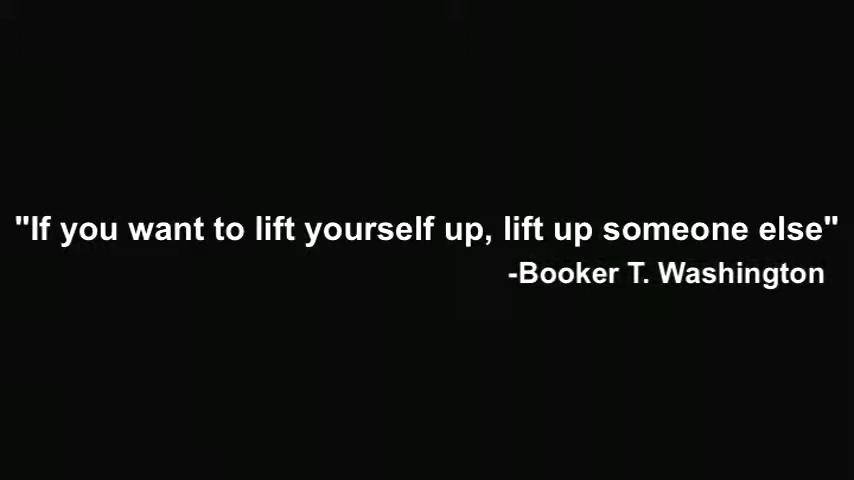 "If you want to lift yourself up, lift up someone else"
-Booker T. Washington